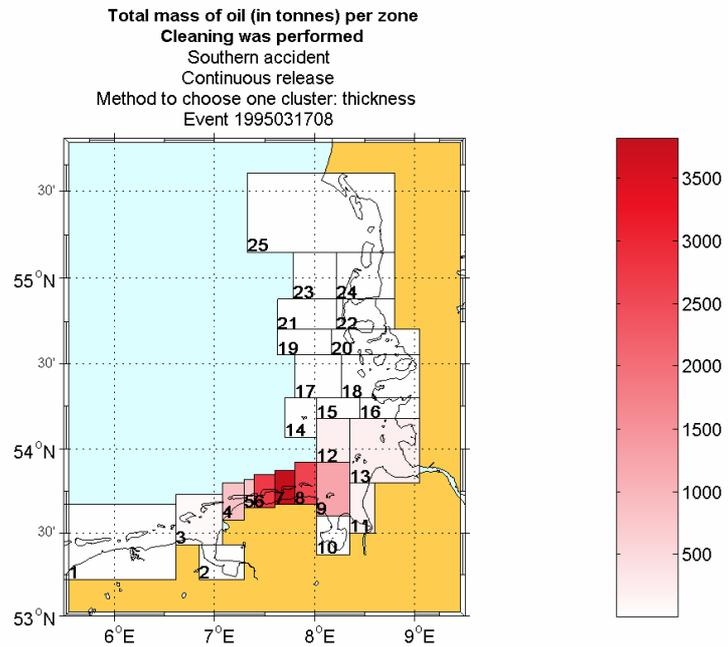 Total mass of oil (in tonnes) per zone
Cleaning was performed
Southern accident
Continuous release
Method to choose one cluster: thickness
Event 1995031708
30'
25
55°N
23 24
21 22
19 20
30'
17 18
15 16
14
54°N
12
13
4 5 6 7 8
9
30'
3
11
10
1 2
53°N
6°E 7°E 8°E 9°E
3500
3000
2500
2000
1500
1000
500